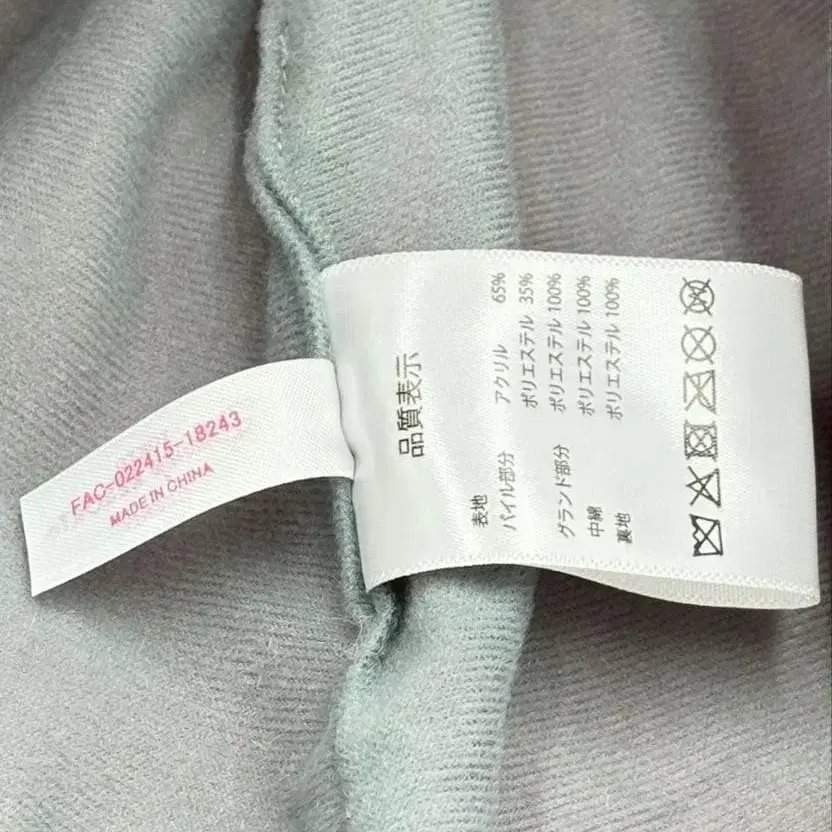 品質表示
表地
パイル部分 アクリル 65%
ポリエステル 35%
グランド部分 ポリエステル 100%
中綿 ポリエステル 100%
裏地 ポリエステル 100%
FAC-022415-18243
MADE IN CHINA